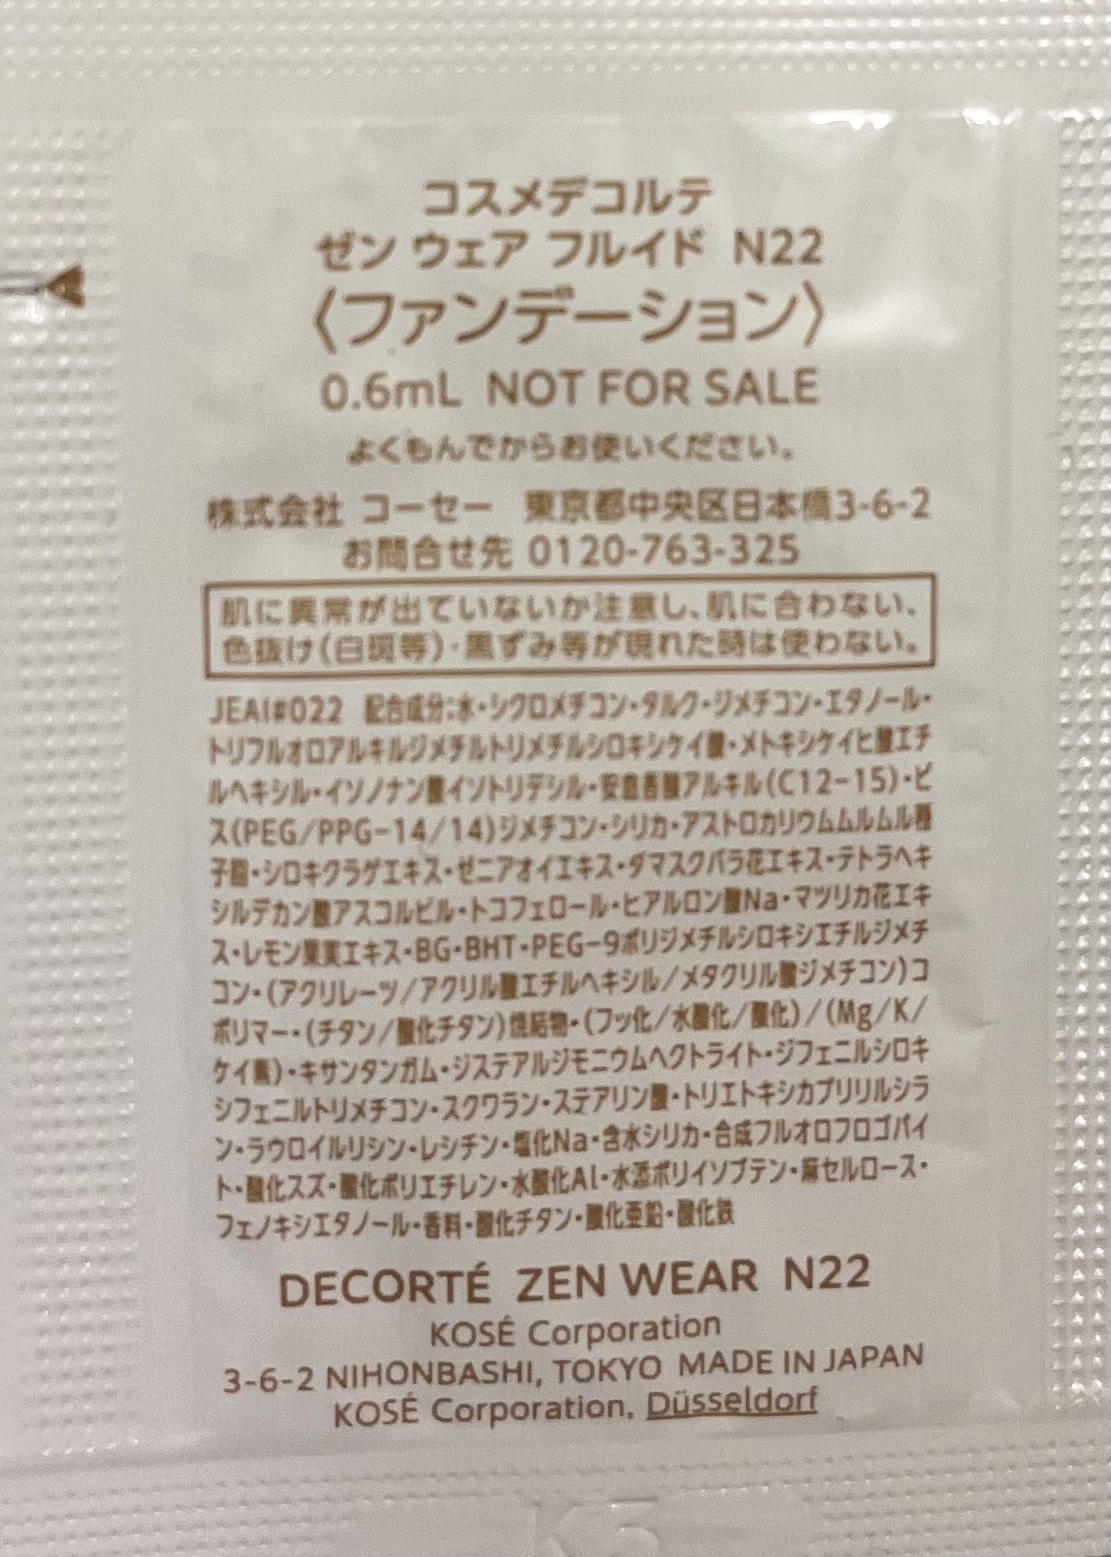 コスメデコルテ
ゼン ウェア フルイド N22
〈ファンデーション〉
0.6mL NOT FOR SALE
よくもんでからお使いください。
株式会社 コーセー 東京都中央区日本橋3-6-2
お問合せ先 0120-763-325
肌に異常が出ていないか注意し、肌に合わない、
色抜け(白斑等)・黒ずみ等が現れた時は使わない。
JEAI#022 配合成分:水・シクロメチコン・タルク・ジメチコン・エタノール・
トリフルオロアルキルジメチルトリメチルシロキシケイ酸・メトキシケイヒ酸エチ
ルヘキシル・イソノナン酸イソトリデシル・安息香酸アルキル(C12-15)・ビ
ス(PEG/PPG-14/14)ジメチコン・シリカ・アストロカリウムムルムル種
子脂・シロキクラゲエキス・ゼニアオイエキス・ダマスクバラ花エキス・テトラヘキ
シルデカン酸アスコルビル・トコフェロール・ヒアルロン酸Na・マツリカ花エキ
ス・レモン果実エキス・BG・BHT・PEG-9ポリジメチルシロキシエチルジメチ
コン・(アクリレーツ/アクリル酸エチルヘキシル/メタクリル酸ジメチコン)コ
ポリマー・(チタン/酸化チタン)焼結物・(フッ化/水酸化/酸化)/(Mg/K/
ケイ素)・キサンタンガム・ジステアルジモニウムヘクトライト・ジフェニルシロキ
シフェニルトリメチコン・スクワラン・ステアリン酸・トリエトキシカプリリルシラ
ン・ラウロイルリシン・レシチン・塩化Na・含水シリカ・合成フルオロフロゴパイ
ト・酸化スズ・酸化ポリエチレン・水酸化Al・水添ポリイソブテン・麻セルロース・
フェノキシエタノール・香料・酸化チタン・酸化亜鉛・酸化鉄
DECORTÉ ZEN WEAR N22
KOSÉ Corporation
3-6-2 NIHONBASHI, TOKYO MADE IN JAPAN
KOSÉ Corporation, Düsseldorf